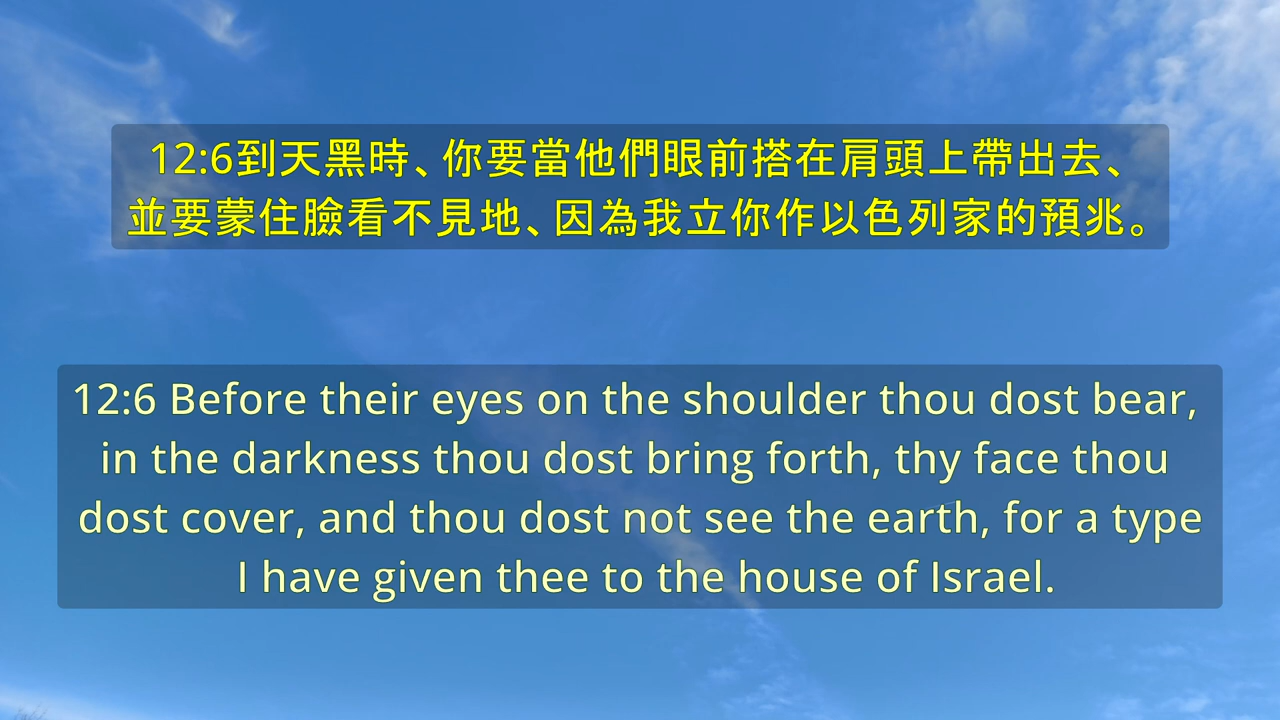 12:6到天黑時、你要當他們眼前搭在肩頭上帶出去、
並要蒙住臉看不見地、因為我立你作以色列家的預兆。
12:6 Before their eyes on the shoulder thou dost bear,
in the darkness thou dost bring forth, thy face thou
dost cover, and thou dost not see the earth, for a type
I have given thee to the house of Israel.